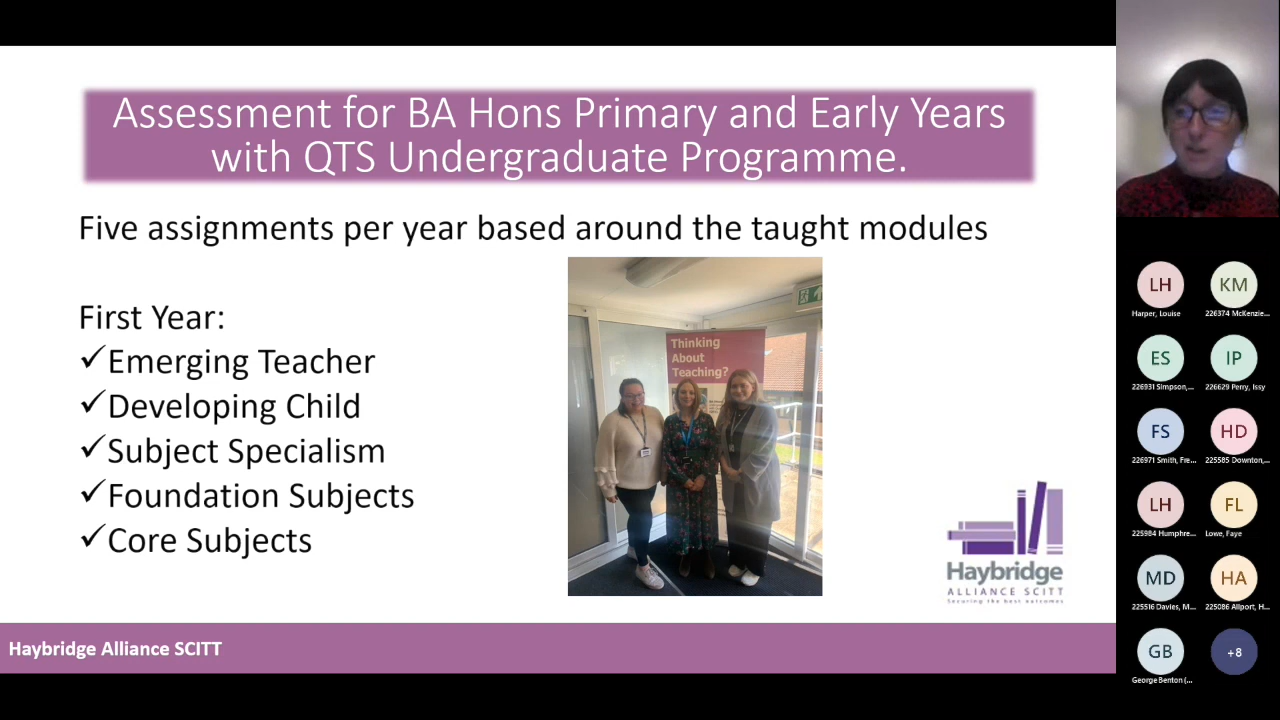 Assessment for BA Hons Primary and Early Years
with QTS Undergraduate Programme.
Five assignments per year based around the taught modules
First Year:
✓Emerging Teacher
✓Developing Child
✓Subject Specialism
✓Foundation Subjects
✓Core Subjects
Thinking
About
Teaching?
Haybridge
ALLIANCE SCITT
Securing the best outcomes
Haybridge Alliance SCITT
LH
Harper, Louise
KM
226374 McKenzie...
ES
226931 Simpson,...
IP
226629 Perry, Issy
FS
226971 Smith, Fre...
HD
225585 Downton,...
LH
225984 Humphre...
FL
Lowe, Faye
MD
225516 Davies, M...
HA
225086 Allport, H...
GB
George Benton (...
+8